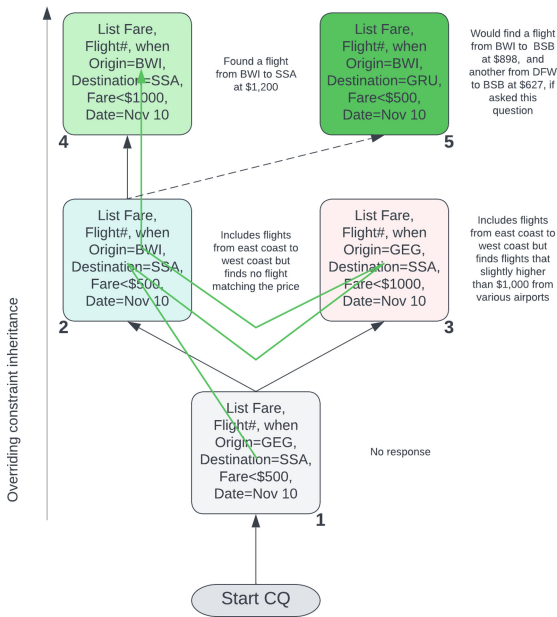 List Fare,
Flight#, when
Origin=BWI,
Destination=SSA,
Fare<$1000,
Date=Nov 10
4
Found a flight
from BWI to SSA
at $1,200
List Fare,
Flight#, when
Origin=BWI,
Destination=GRU,
Fare<$500,
Date=Nov 10
5
Would find a flight
from BWI to BSB
at $898, and
another from DFW
to BSB at $627, if
asked this
question
List Fare,
Flight#, when
Origin=BWI,
Destination=SSA,
Fare<$500,
Date=Nov 10
2
Includes flights
from east coast to
west coast but
finds no flight
matching the price
List Fare,
Flight#, when
Origin=GEG,
Destination=SSA,
Fare<$1000,
Date=Nov 10
3
Includes flights
from east coast to
west coast but
finds flights that
slightly higher
than $1,000 from
various airports
Overriding constraint inheritance
List Fare,
Flight#, when
Origin=GEG,
Destination=SSA,
Fare<$500,
Date=Nov 10
1
No response
Start CQ